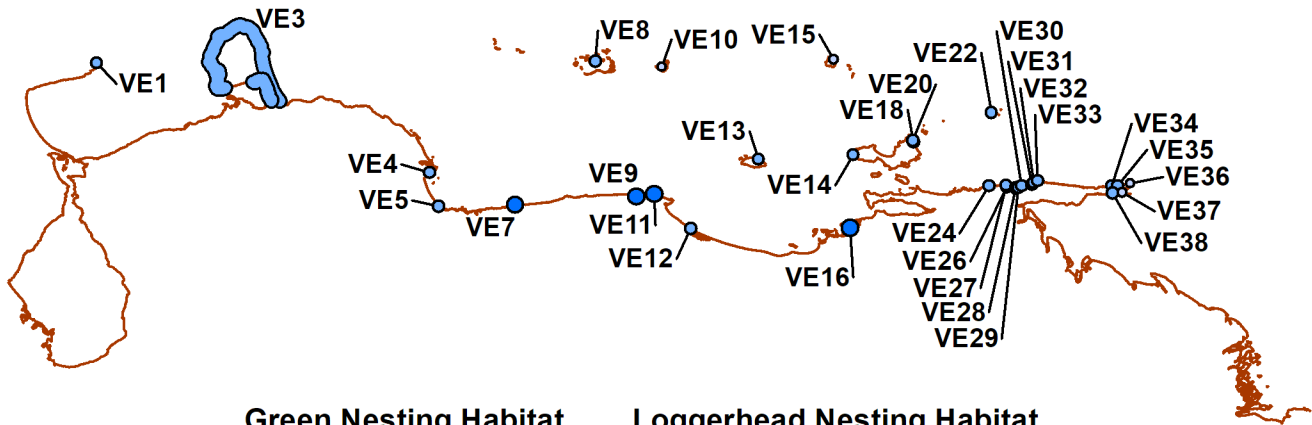 VE3
VE1
VE8
VE10
VE15
VE30
VE22
VE31
VE20
VE32
VE18
VE33
VE13
VE34
VE35
VE4
VE14
VE36
VE9
VE5
VE7
VE11
VE37
VE24
VE38
VE12
VE26
VE16
VE27
VE28
VE29
Green Nesting Habitat Loggerhead Nesting Habitat